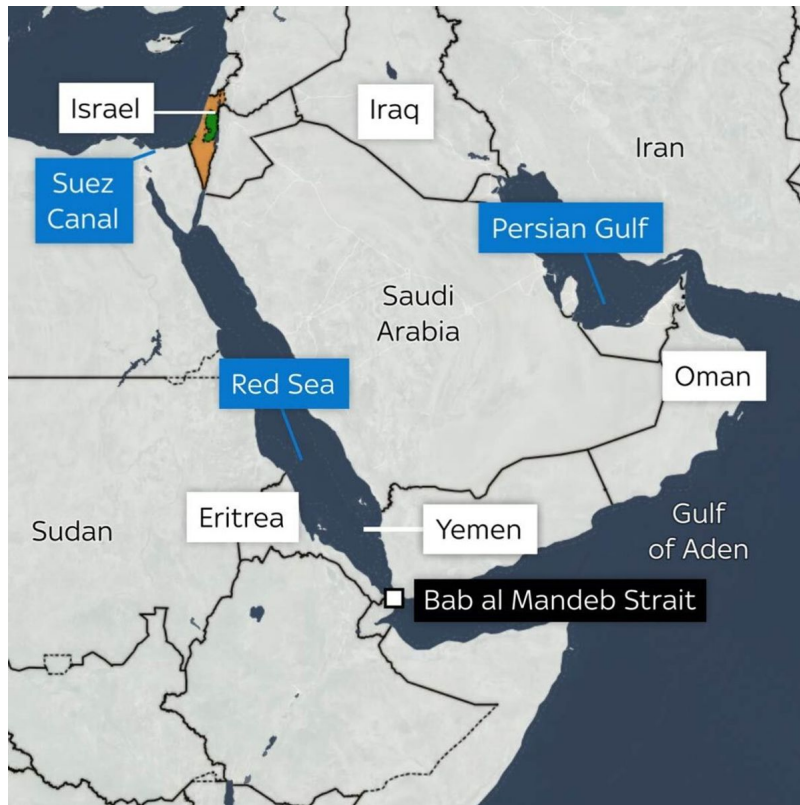 Israel
Iraq
Iran
Suez
Canal
Persian Gulf
Saudi
Arabia
Oman
Red Sea
Eritrea
Yemen
Gulf
of Aden
Sudan
Bab al Mandeb Strait